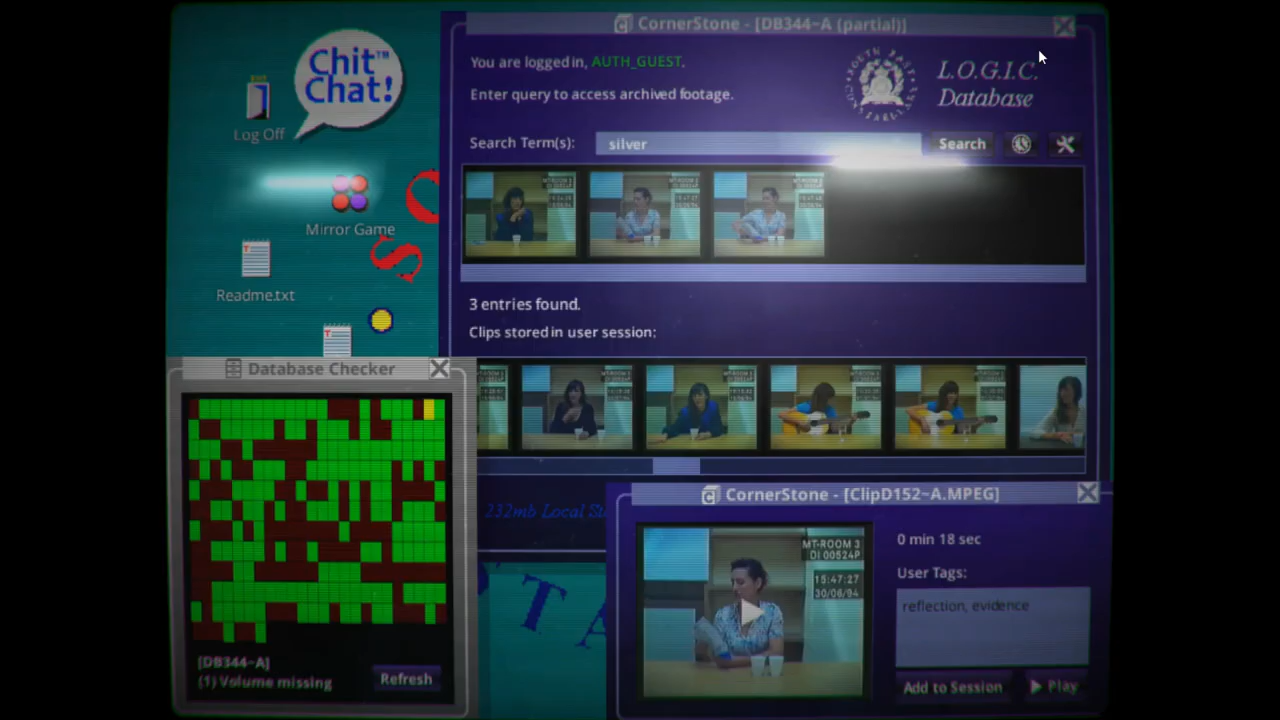 Chit™
Chat!
Log Off
Mirror Game
Readme.txt
CornerStone - [DB344~A (partial)]
You are logged in, AUTH_GUEST.
Enter query to access archived footage.
L.O.G.I.C.
Database
Search Term(s):
silver
Search
3 entries found.
Clips stored in user session:
Database Checker
[DB344~A]
(1) Volume missing
Refresh
232mb Local
CornerStone - [ClipD152~A.MPEG]
MT-ROOM 3
DI 00524P
15:47:27
30/06/94
0 min 18 sec
User Tags:
reflection, evidence
Add to Session
Play